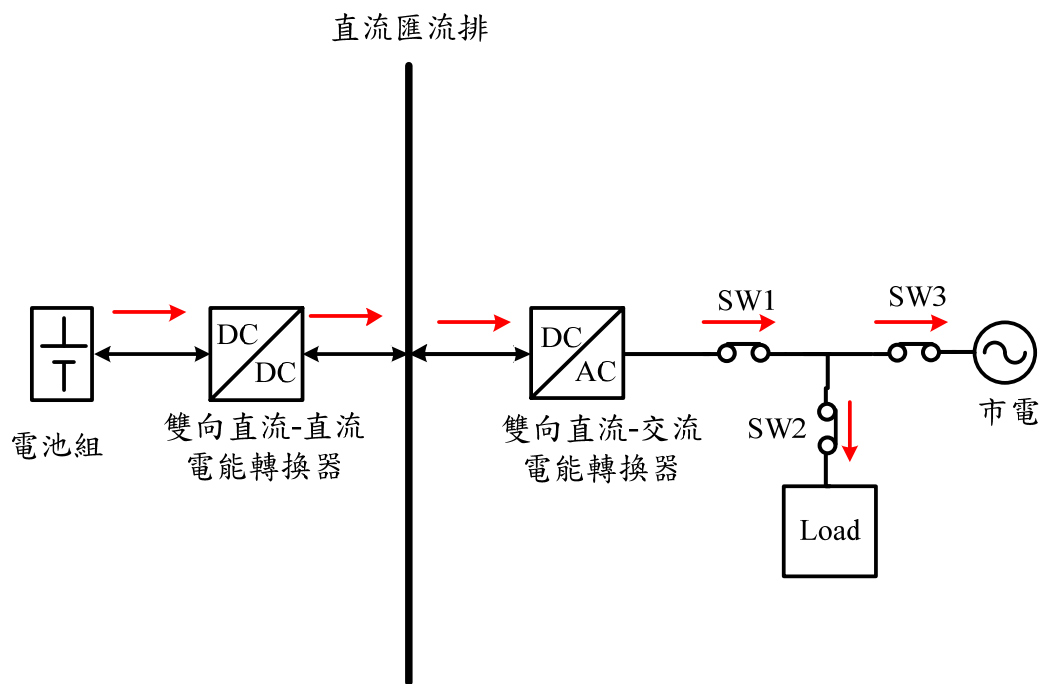 直流匯流排
SW1
SW3
DC
DC
DC
AC
電池組
雙向直流-直流
電能轉換器
雙向直流-交流
電能轉換器
SW2
市電
Load